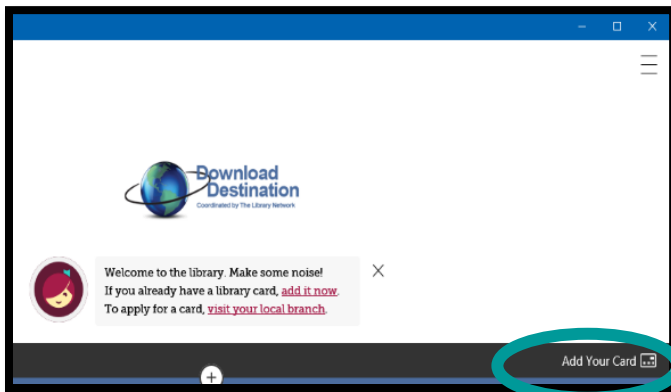 Download
Destination
Coordinated by The Library Network
Welcome to the library. Make some noise!
If you already have a library card, add it now.
To apply for a card, visit your local branch.
Add Your Card